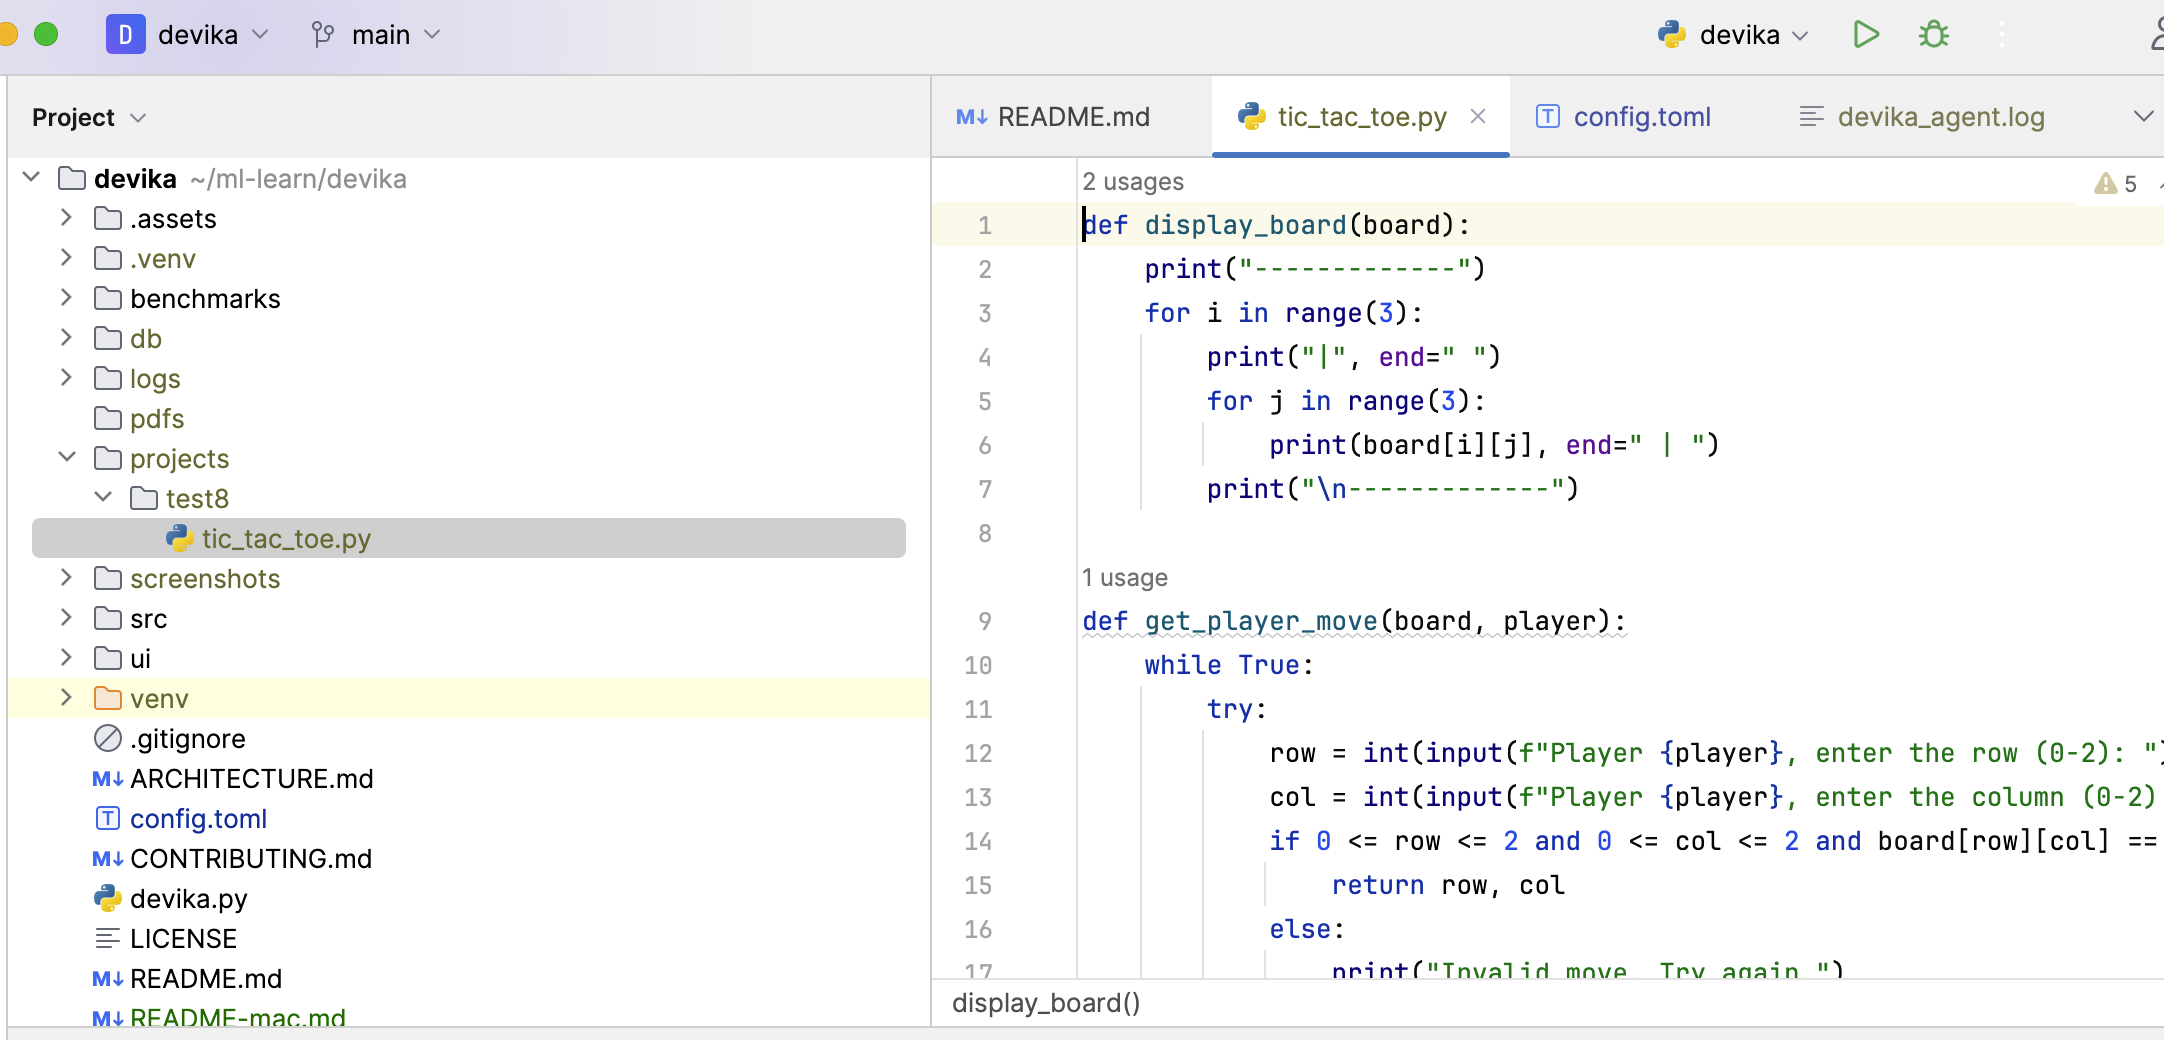 D devika main devika
Project
README.md tic_tac_toe.py config.toml devika_agent.log
devika ~/ml-learn/devika
.assets
.venv
benchmarks
db
logs
pdfs
projects
test8
tic_tac_toe.py
screenshots
src
ui
venv
.gitignore
M↓ ARCHITECTURE.md
T config.toml
M↓ CONTRIBUTING.md
devika.py
LICENSE
M↓ README.md
M↓ README-mac.md
2 usages
5
1 def display_board(board):
2     print("-------------")
3     for i in range(3):
4         print("|", end=" ")
5         for j in range(3):
6             print(board[i][j], end=" | ")
7         print("\n-------------")
8
1 usage
9 def get_player_move(board, player):
10     while True:
11         try:
12             row = int(input(f"Player {player}, enter the row (0-2): ")
13             col = int(input(f"Player {player}, enter the column (0-2)
14             if 0 <= row <= 2 and 0 <= col <= 2 and board[row][col] ==
15                 return row, col
16             else:
17                 print("Invalid move. Try again.")
display_board()